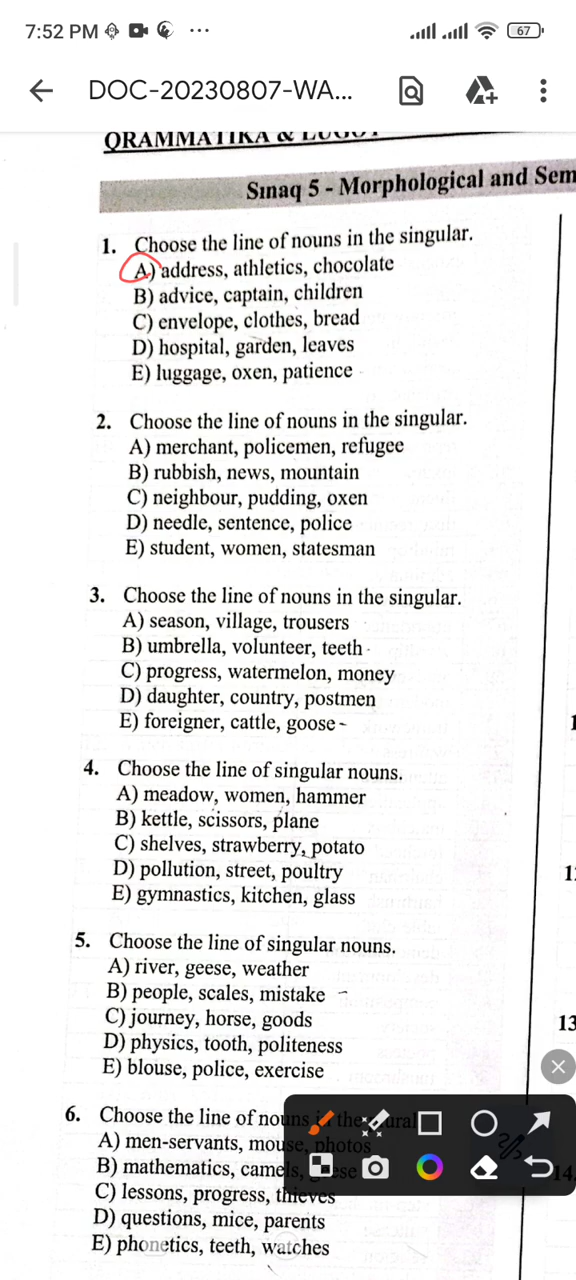 7:52 PM ...
67
DOC-20230807-WA...
QRAMMATIKA &
Sınaq 5 - Morphological and Sem
1. Choose the line of nouns in the singular.
A) address, athletics, chocolate
B) advice, captain, children
C) envelope, clothes, bread
D) hospital, garden, leaves
E) luggage, oxen, patience
2. Choose the line of nouns in the singular.
A) merchant, policemen, refugee
B) rubbish, news, mountain
C) neighbour, pudding, oxen
D) needle, sentence, police
E) student, women, statesman
3. Choose the line of nouns in the singular.
A) season, village, trousers
B) umbrella, volunteer, teeth
C) progress, watermelon, money
D) daughter, country, postmen
E) foreigner, cattle, goose
4. Choose the line of singular nouns.
A) meadow, women, hammer
B) kettle, scissors, plane
C) shelves, strawberry, potato
D) pollution, street, poultry
E) gymnastics, kitchen, glass
5. Choose the line of singular nouns.
A) river, geese, weather
B) people, scales, mistake
C) journey, horse, goods
D) physics, tooth, politeness
E) blouse, police, exercise
13
6. Choose the line of nouns in the plural
A) men-servants, mouse, photos
B) mathematics, camels, geese
14
C) lessons, progress, thieves
D) questions, mice, parents
E) phonetics, teeth, watches